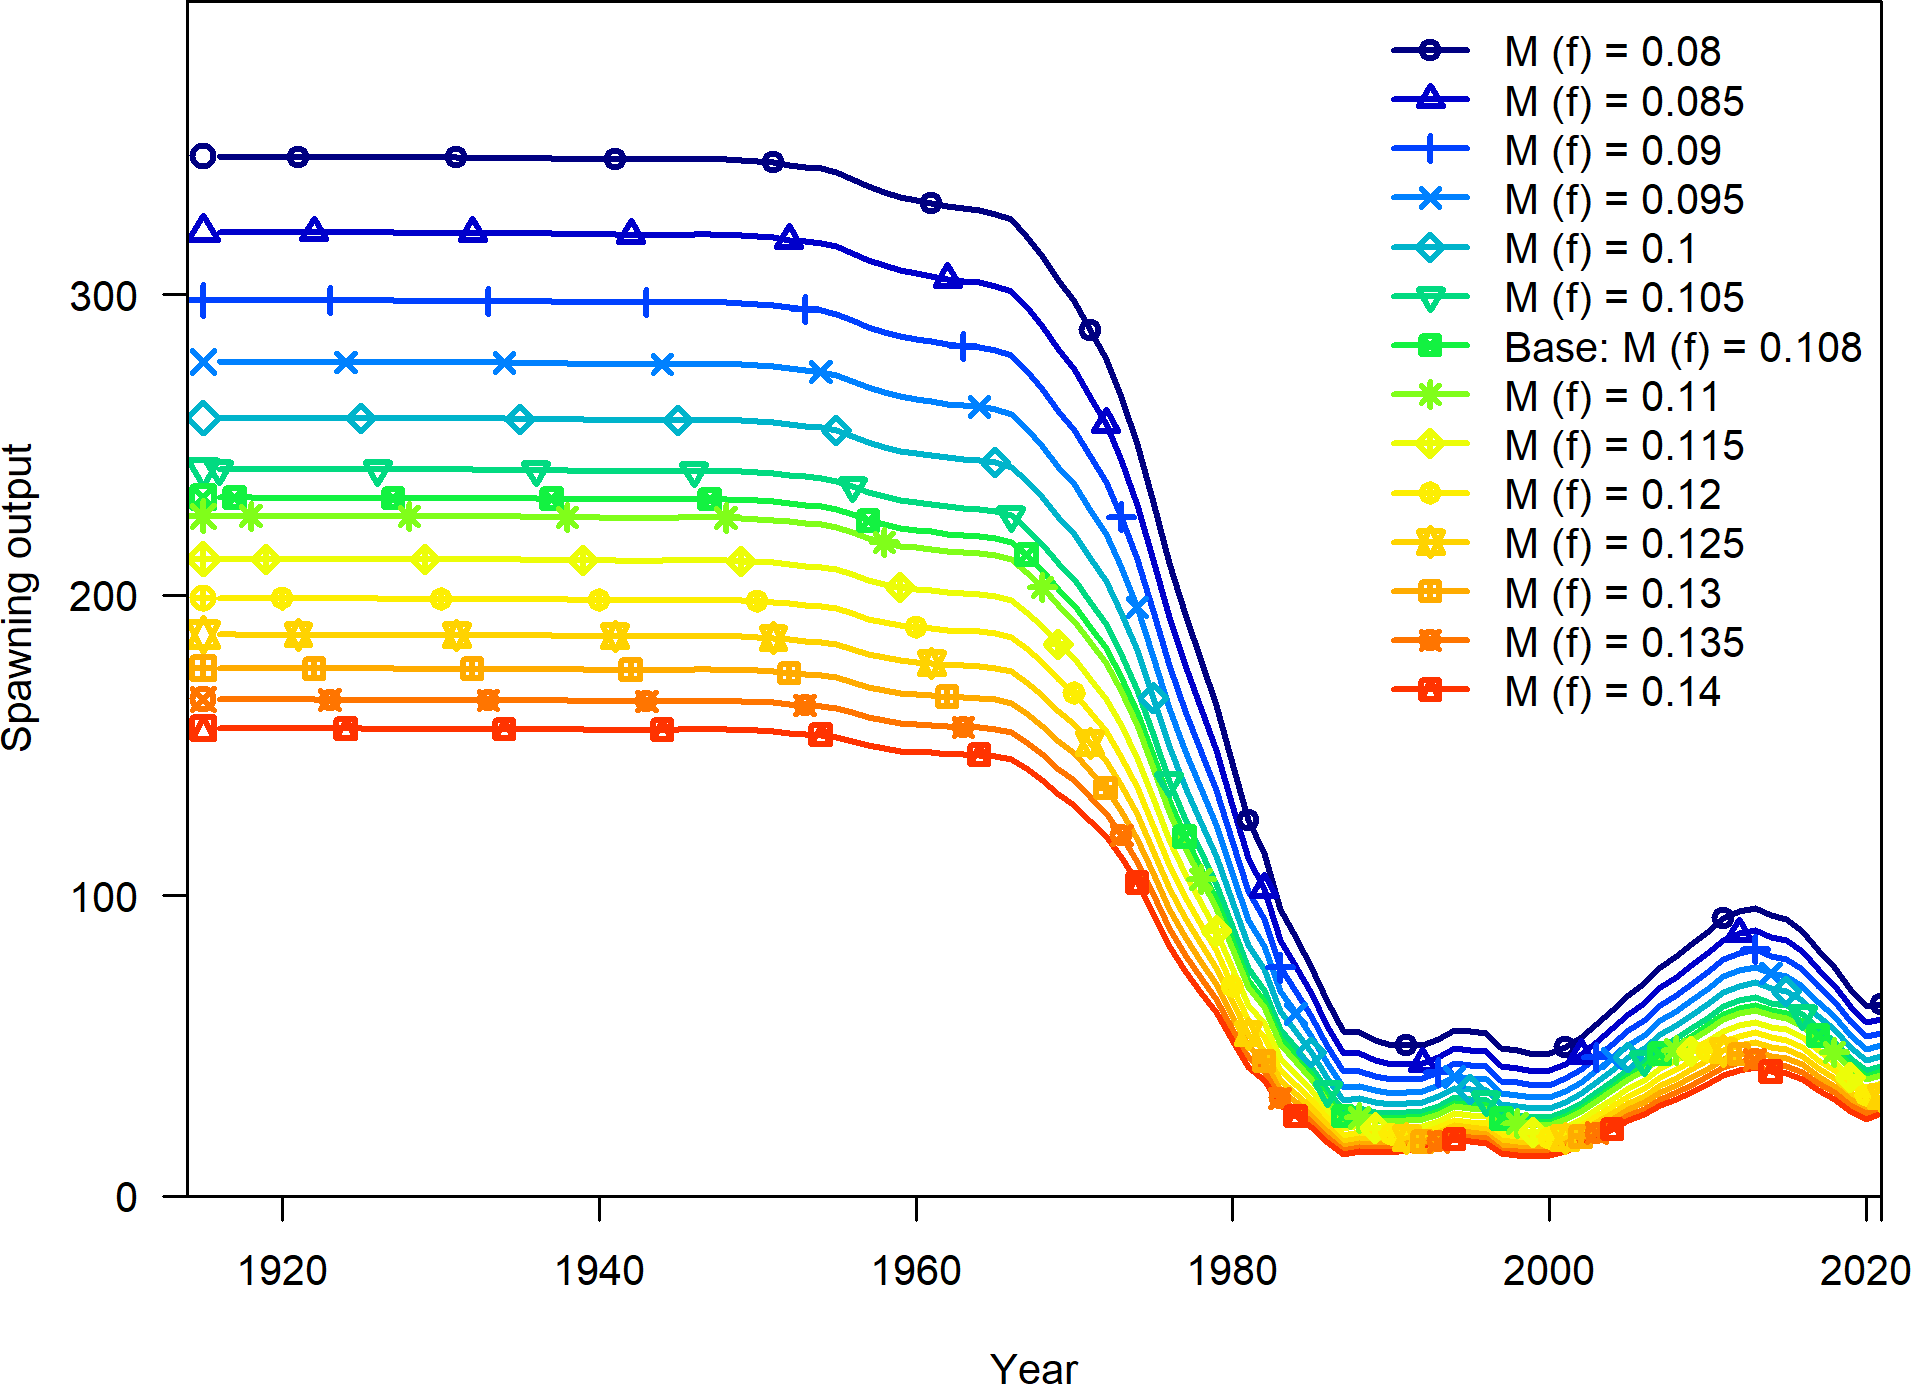 M (f) = 0.08
M (f) = 0.085
M (f) = 0.09
M (f) = 0.095
M (f) = 0.1
M (f) = 0.105
Base: M (f) = 0.108
M (f) = 0.11
M (f) = 0.115
M (f) = 0.12
M (f) = 0.125
M (f) = 0.13
M (f) = 0.135
M (f) = 0.14
Spawning output
300
200
100
0
1920 1940 1960 1980 2000 2020
Year